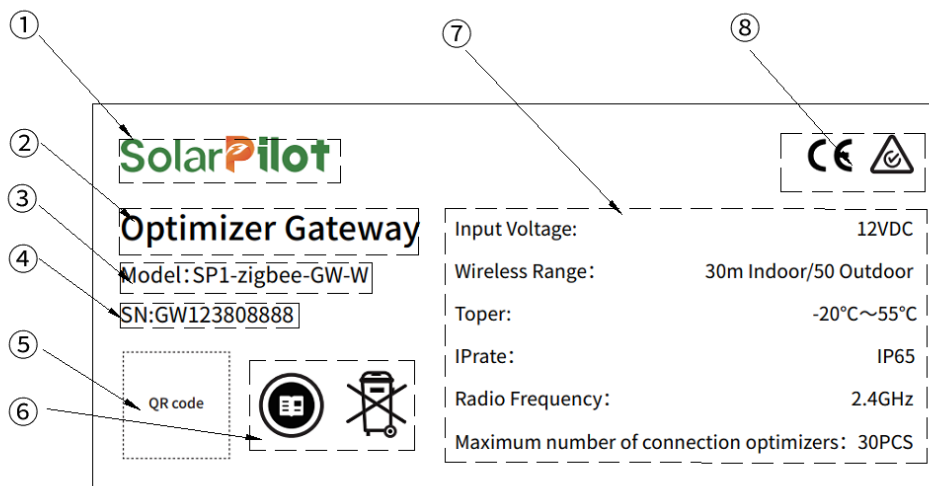 ①
⑦
⑧
②
SolarPilot
CE
③
Optimizer Gateway
Input Voltage: 12VDC
④
Model：SP1-zigbee-GW-W
Wireless Range： 30m Indoor/50 Outdoor
SN:GW123808888
Toper: -20℃～55℃
⑤
IPrate： IP65
QR code
⑥
Radio Frequency： 2.4GHz
Maximum number of connection optimizers：30PCS